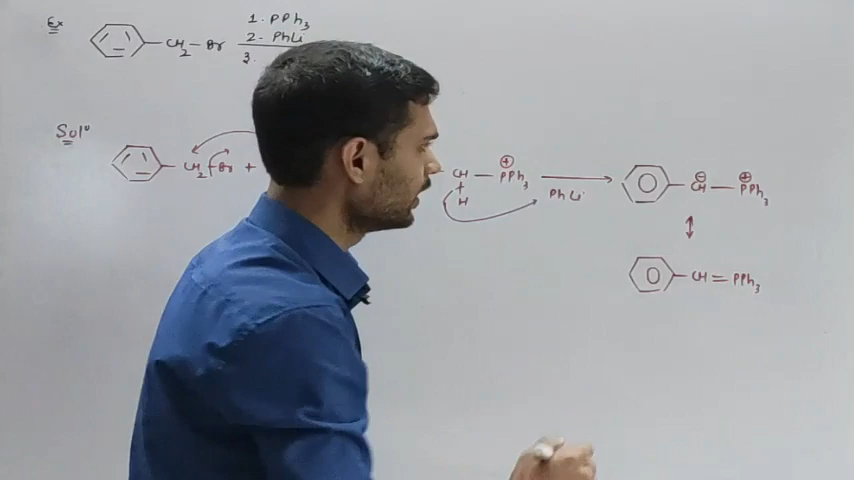 Ex
1. PPh3
CH2 — Br 2. PhLi
3.
Solⁿ
CH2 — Br +
CH — PPh3 ⊕
H
PhLi
CH ⊖ — PPh3 ⊕
CH = PPh3